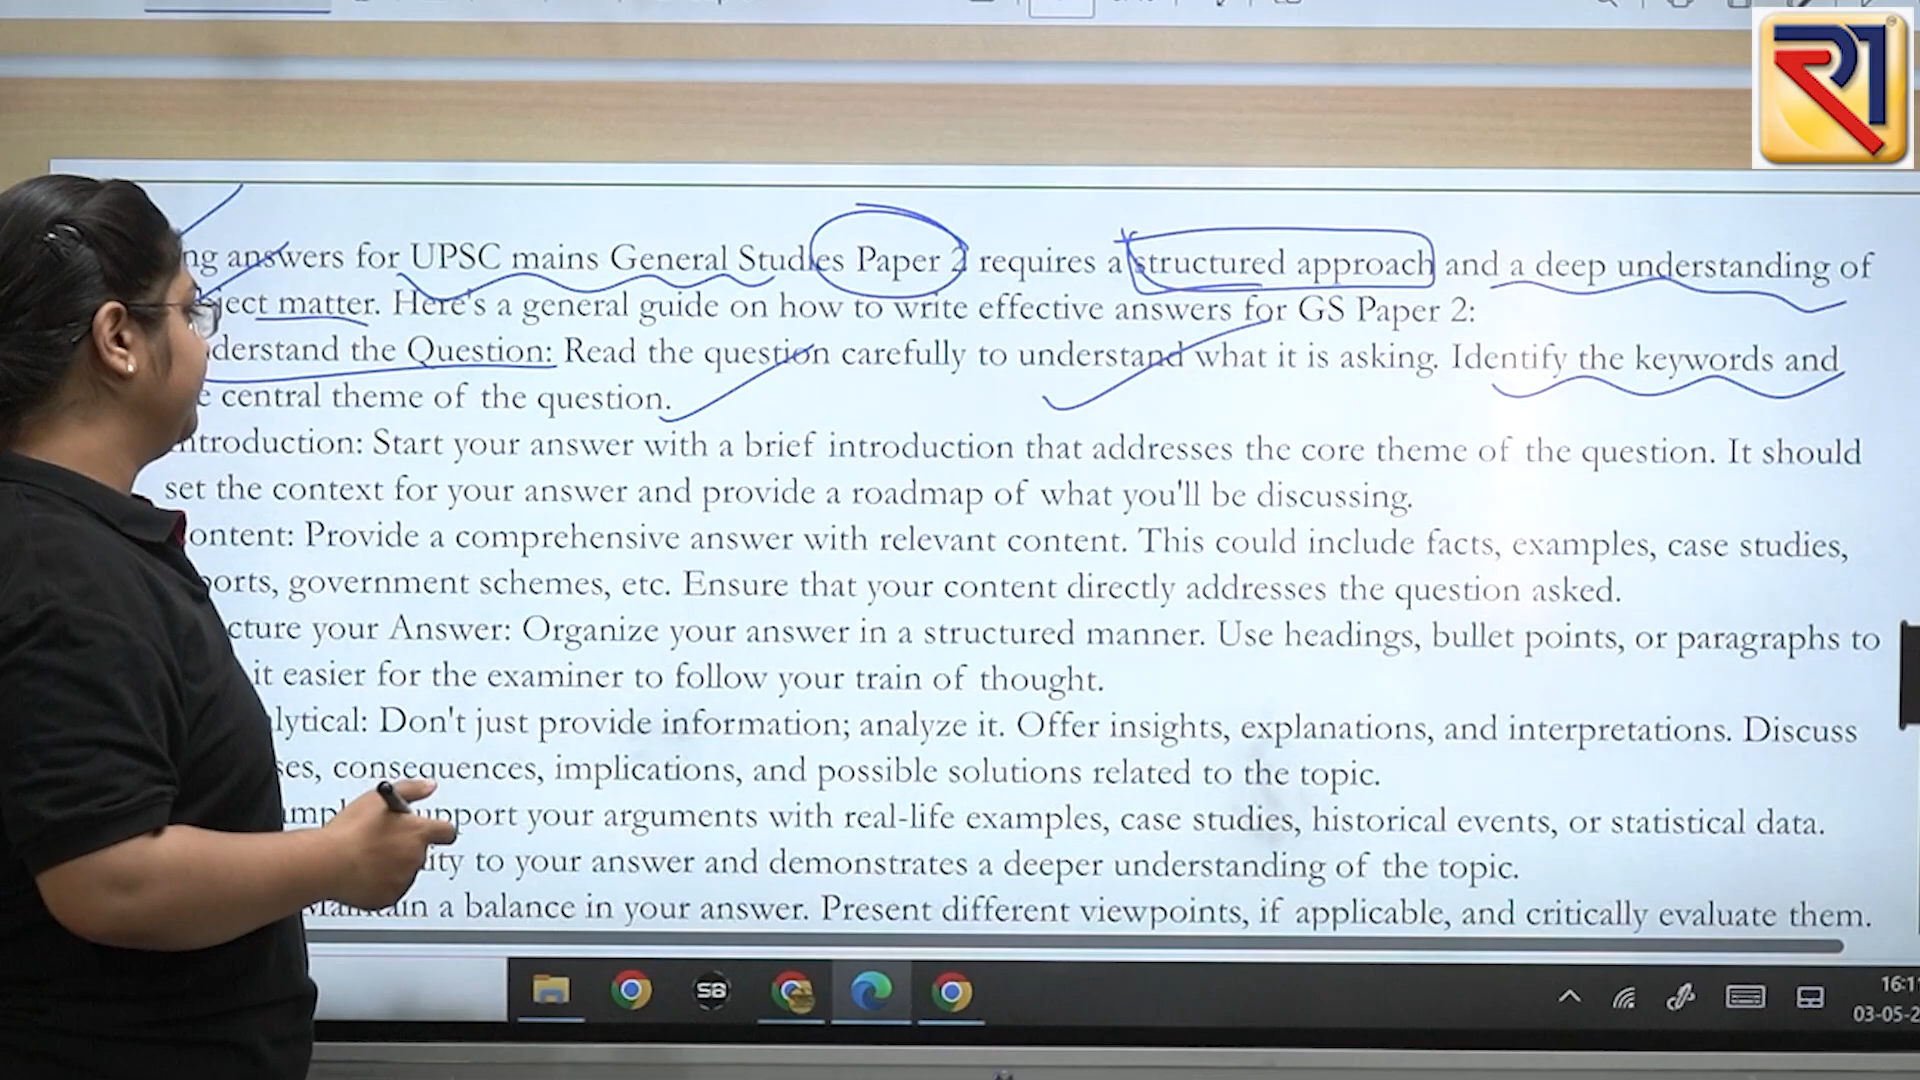 ng answers for UPSC mains General Studies Paper 2 requires a structured approach and a deep understanding of
ject matter. Here's a general guide on how to write effective answers for GS Paper 2:
derstand the Question: Read the question carefully to understand what it is asking. Identify the keywords and
e central theme of the question.
ntroduction: Start your answer with a brief introduction that addresses the core theme of the question. It should
set the context for your answer and provide a roadmap of what you'll be discussing.
ontent: Provide a comprehensive answer with relevant content. This could include facts, examples, case studies,
orts, government schemes, etc. Ensure that your content directly addresses the question asked.
cture your Answer: Organize your answer in a structured manner. Use headings, bullet points, or paragraphs to
it easier for the examiner to follow your train of thought.
lytical: Don't just provide information; analyze it. Offer insights, explanations, and interpretations. Discuss
ses, consequences, implications, and possible solutions related to the topic.
upport your arguments with real-life examples, case studies, historical events, or statistical data.
ity to your answer and demonstrates a deeper understanding of the topic.
Maintain a balance in your answer. Present different viewpoints, if applicable, and critically evaluate them.
S8
16:1
03-05-2